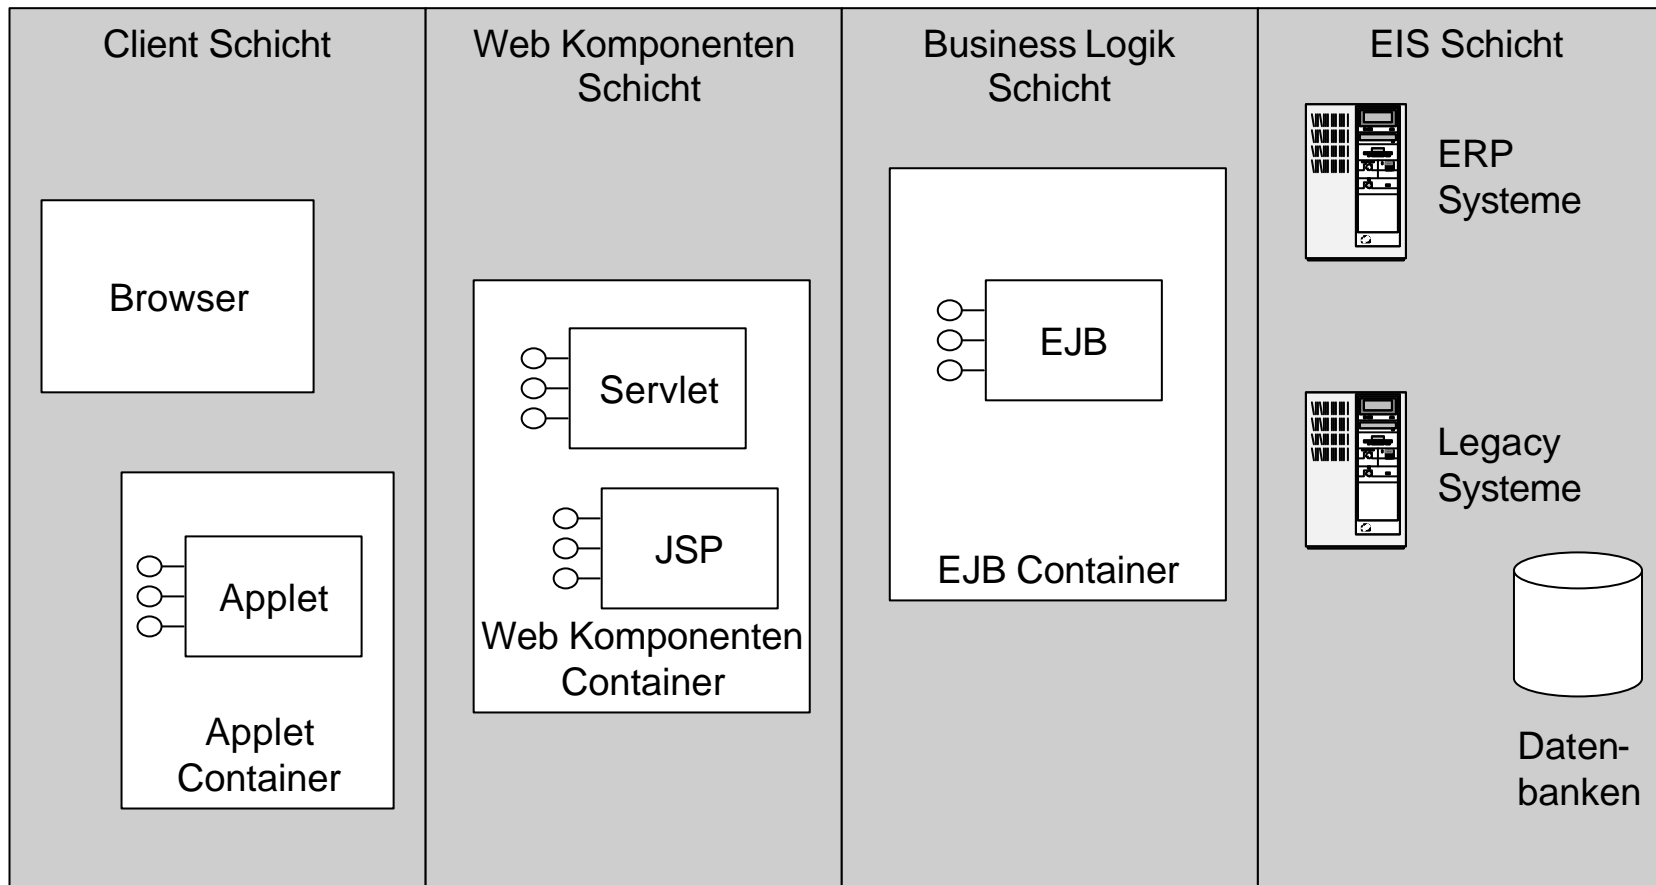 Client Schicht
Web Komponenten
Schicht
Business Logik
Schicht
EIS Schicht
Browser
Applet
Applet
Container
Servlet
JSP
Web Komponenten
Container
EJB
EJB Container
ERP
Systeme
Legacy
Systeme
Daten-
banken